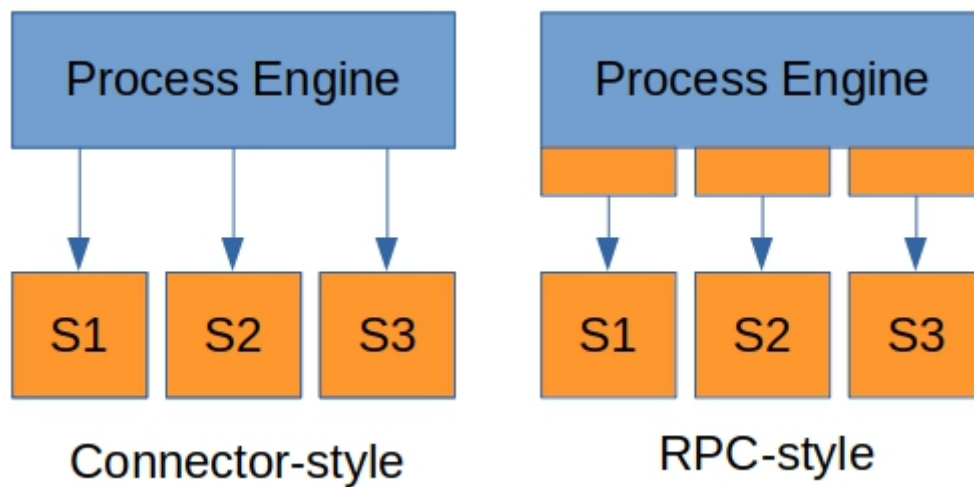 Process Engine
S1
S2
S3
Connector-style
Process Engine
S1
S2
S3
RPC-style